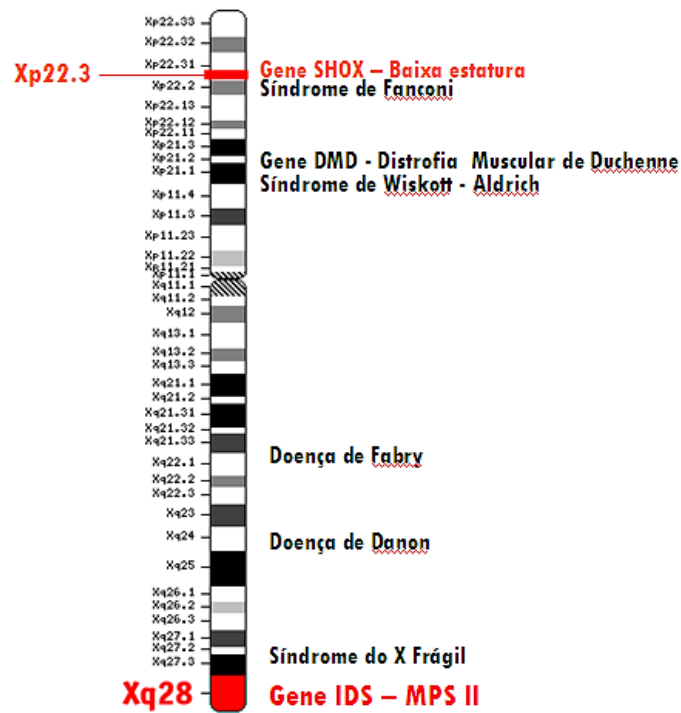 Xp22.33
Xp22.32
Xp22.31
Xp22.3
Gene SHOX – Baixa estatura
Xp22.2
Síndrome de Fanconi
Xp22.13
Xp22.12
Xp22.11
Xp21.3
Xp21.2
Gene DMD - Distrofia Muscular de Duchenne
Xp21.1
Síndrome de Wiskott - Aldrich
Xp11.4
Xp11.3
Xp11.23
Xp11.22
Xp11.21
Xp11.1
Xq11.1
Xq11.2
Xq12
Xq13.1
Xq13.2
Xq13.3
Xq21.1
Xq21.2
Xq21.31
Xq21.32
Xq21.33
Doença de Fabry
Xq22.1
Xq22.2
Xq22.3
Xq23
Xq24
Doença de Danon
Xq25
Xq26.1
Xq26.2
Xq26.3
Xq27.1
Xq27.2
Síndrome do X Frágil
Xq27.3
Xq28
Gene IDS – MPS II